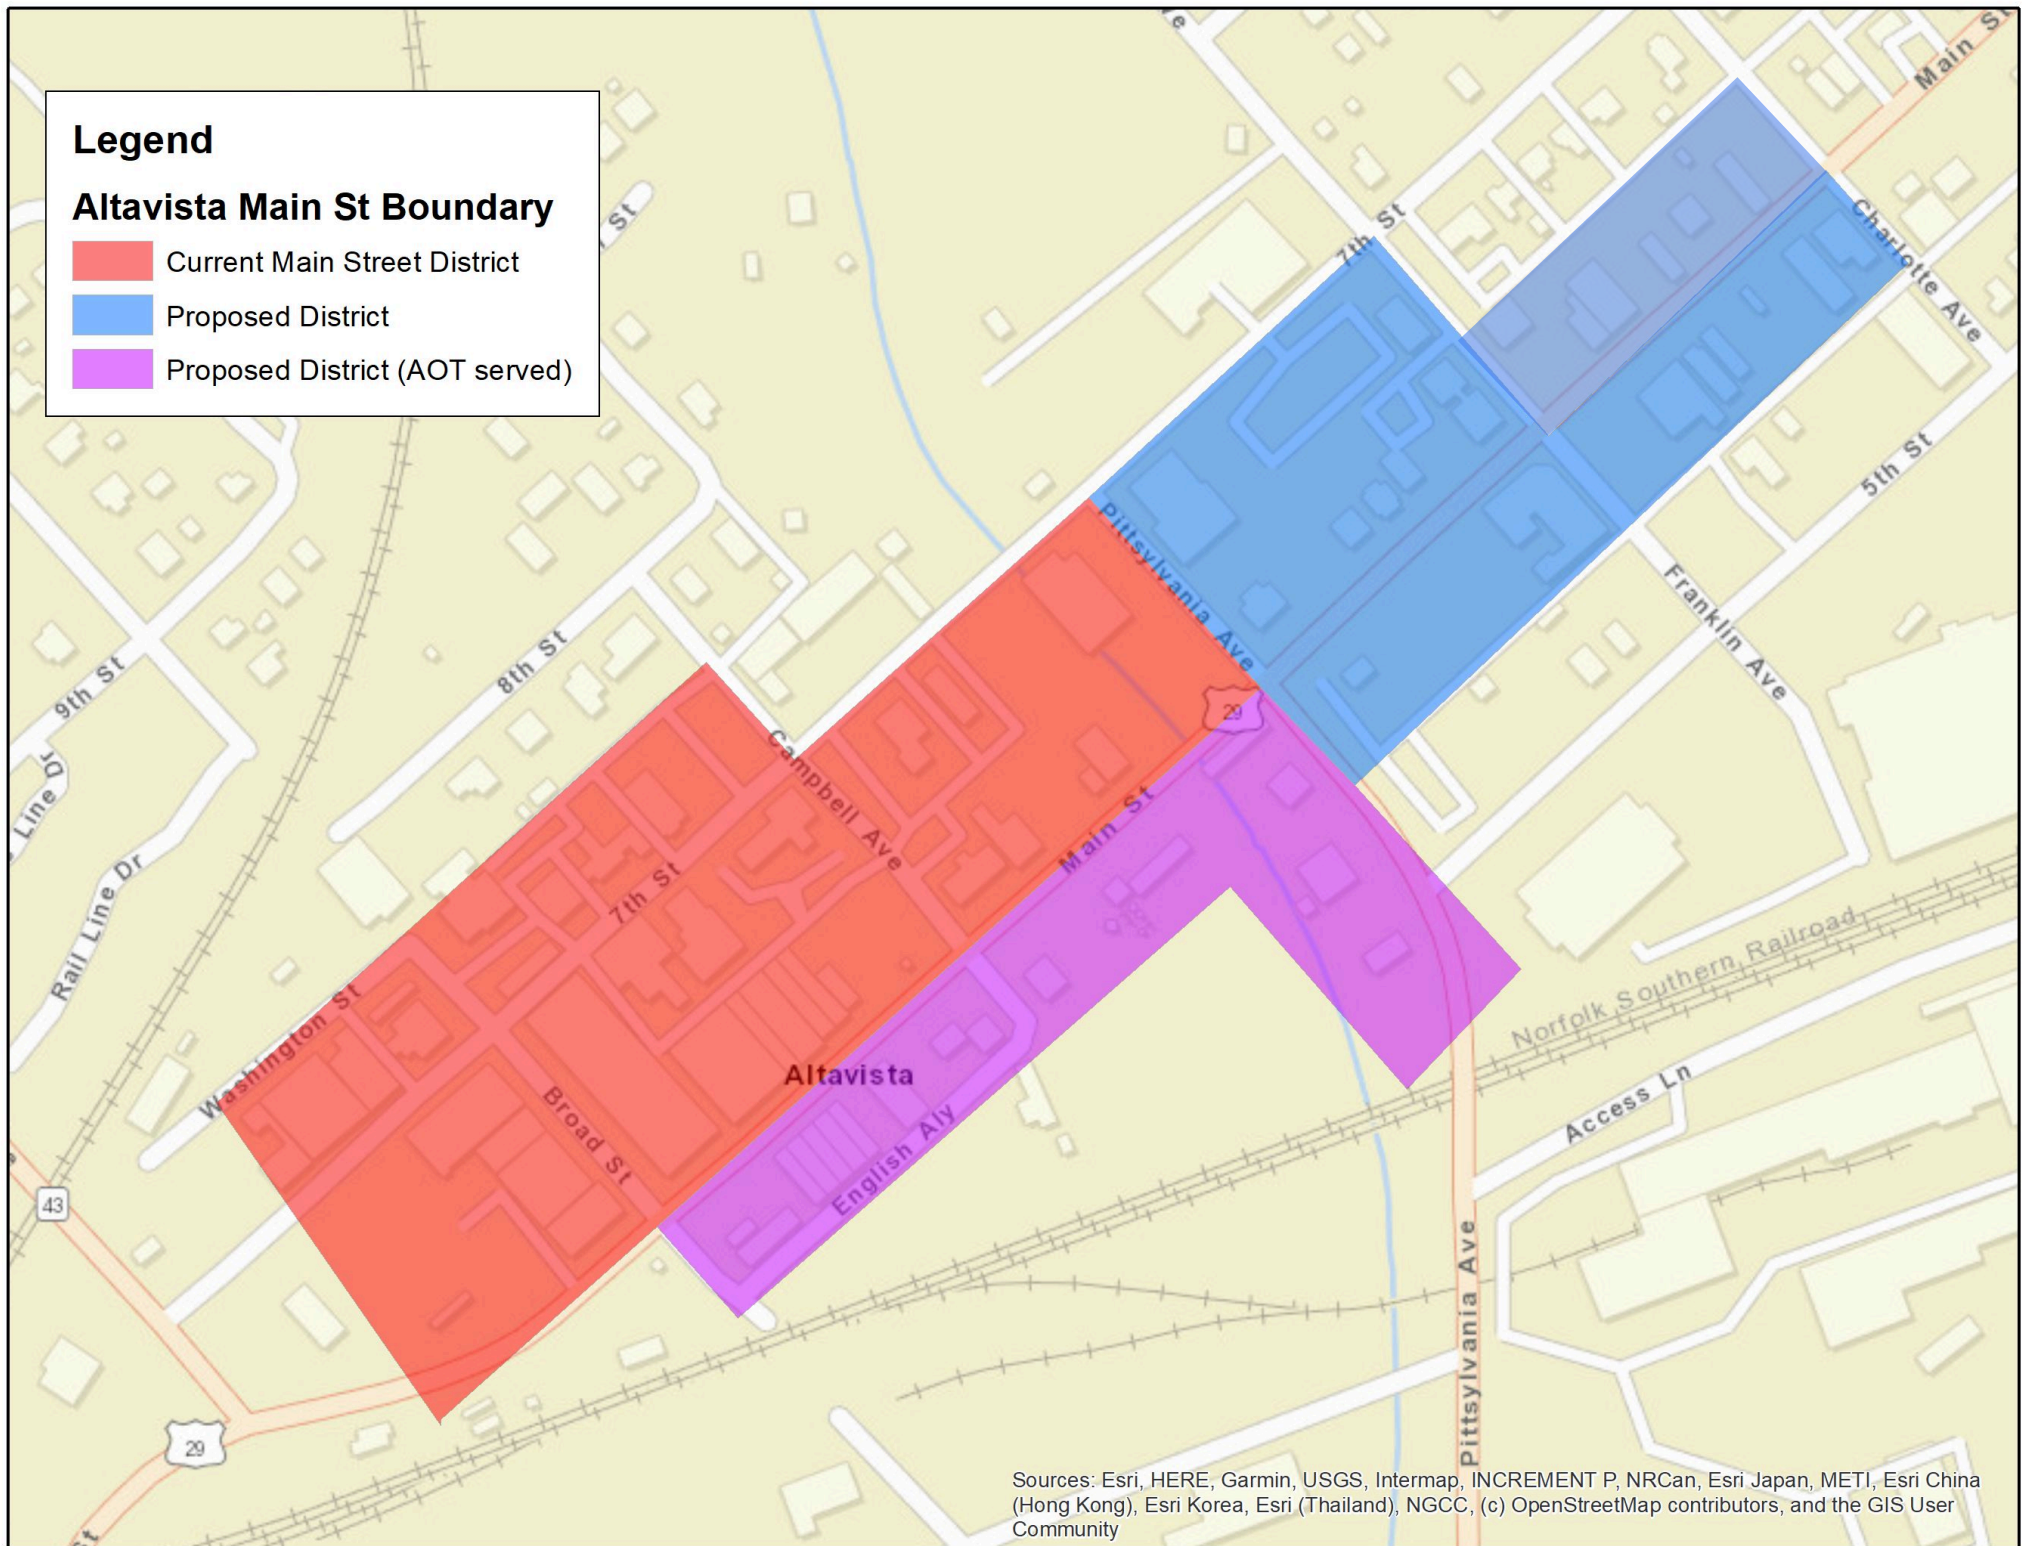 Legend
Altavista Main St Boundary
Current Main Street District
Proposed District
Proposed District (AOT served)
Main St
7th St
Charlotte Ave
St
5th St
Pittsylvania Ave
Franklin Ave
29
8th St
9th St
Campbell Ave
Main St
Line Dr
7th St
Rail Line Dr
Norfolk Southern Railroad
Washington St
Altavista
Broad St
English Aly
Access Ln
43
Pittsylvania Ave
29
Sources: Esri, HERE, Garmin, USGS, Intermap, INCREMENT P, NRCan, Esri Japan, METI, Esri China
(Hong Kong), Esri Korea, Esri (Thailand), NGCC, (c) OpenStreetMap contributors, and the GIS User
Community